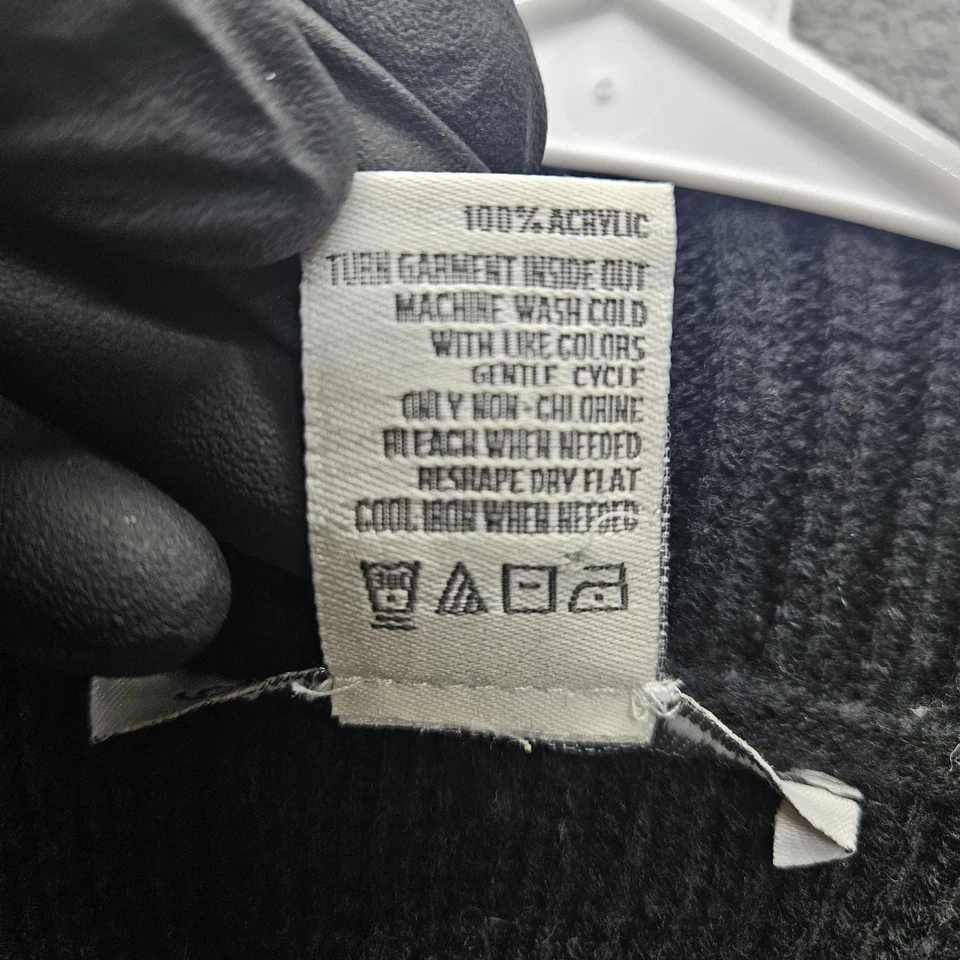 100% ACRYLIC
TURN GARMENT INSIDE OUT
MACHINE WASH COLD
WITH LIKE COLORS
GENTLE CYCLE
ONLY NON-CHLORINE
BLEACH WHEN NEEDED
RESHAPE DRY FLAT
COOL IRON WHEN NEEDED
30C